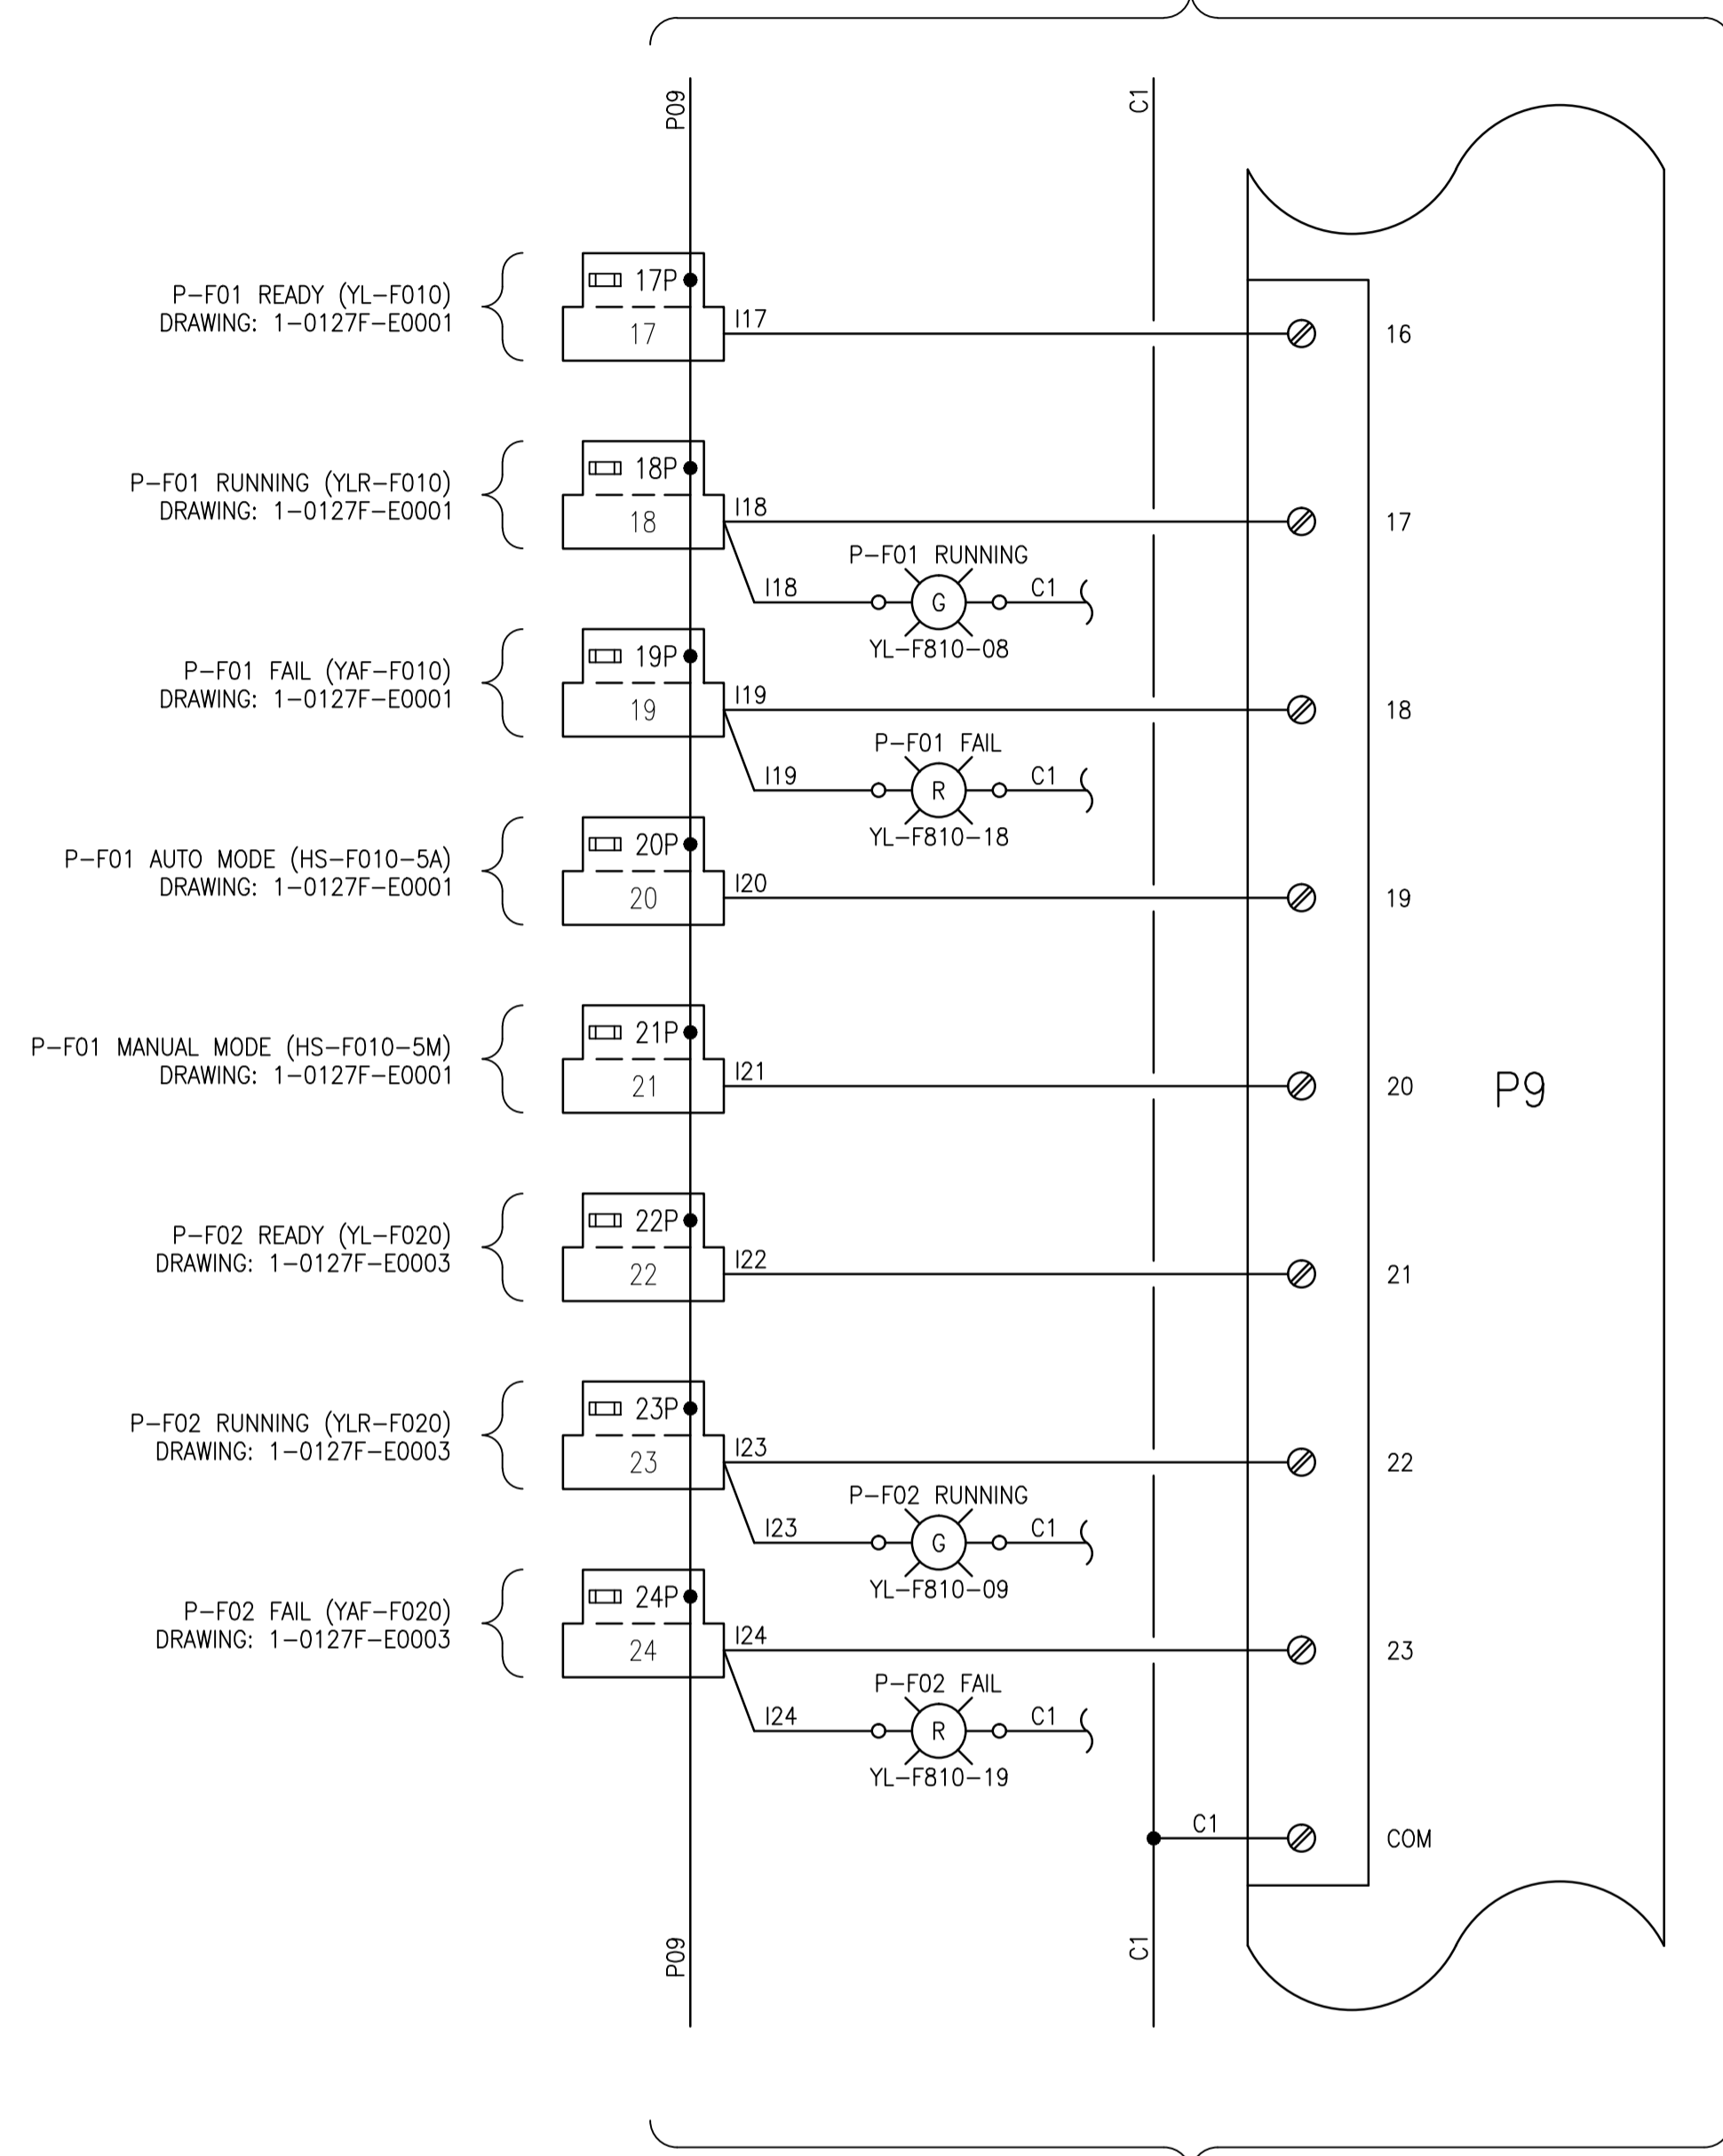 P09
C1
P-F01 READY (YL-F010)
DRAWING: 1-0127F-E0001
17P
17
I17
16
P-F01 RUNNING (YLR-F010)
DRAWING: 1-0127F-E0001
18P
18
I18
17
P-F01 RUNNING
I18
G
C1
YL-F810-08
P-F01 FAIL (YAF-F010)
DRAWING: 1-0127F-E0001
19P
19
I19
18
P-F01 FAIL
I19
R
C1
YL-F810-18
P-F01 AUTO MODE (HS-F010-5A)
DRAWING: 1-0127F-E0001
20P
20
I20
19
P-F01 MANUAL MODE (HS-F010-5M)
DRAWING: 1-0127F-E0001
21P
21
I21
20
P9
P-F02 READY (YL-F020)
DRAWING: 1-0127F-E0003
22P
22
I22
21
P-F02 RUNNING (YLR-F020)
DRAWING: 1-0127F-E0003
23P
23
I23
22
P-F02 RUNNING
I23
G
C1
YL-F810-09
P-F02 FAIL (YAF-F020)
DRAWING: 1-0127F-E0003
24P
24
I24
23
P-F02 FAIL
I24
R
C1
YL-F810-19
C1
COM
P09
C1